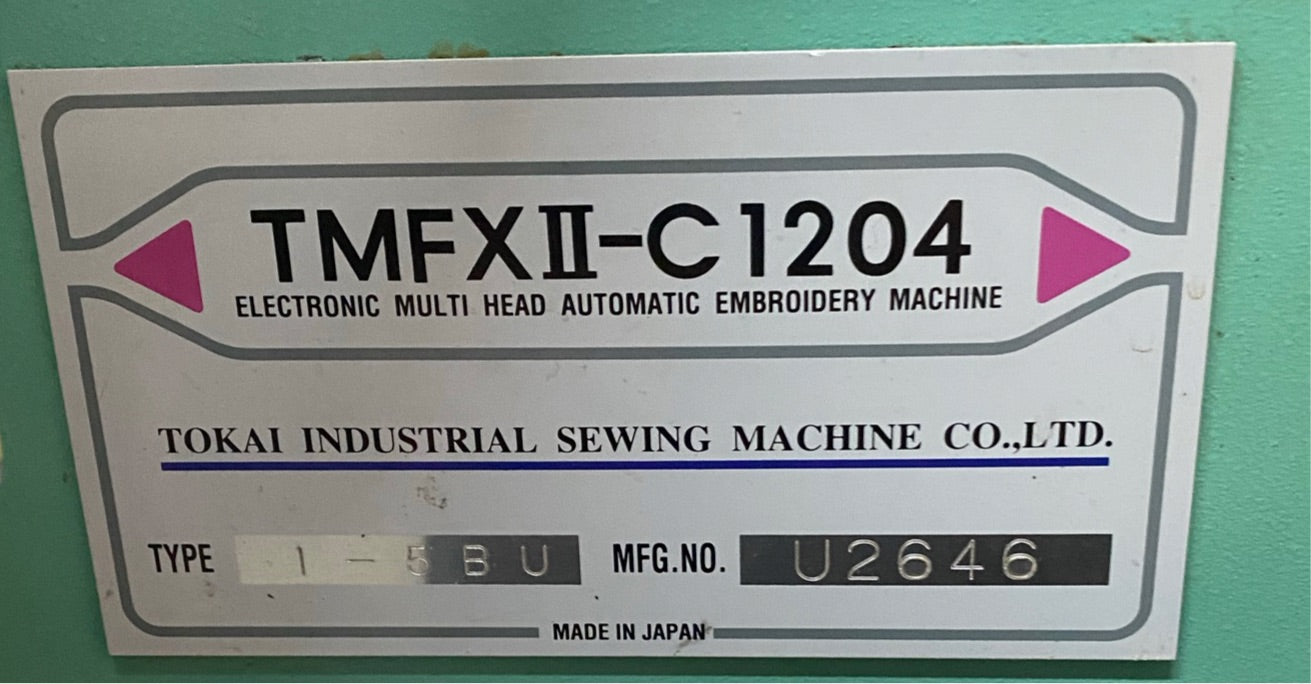 TMFXⅡ-C1204
ELECTRONIC MULTI HEAD AUTOMATIC EMBROIDERY MACHINE
TOKAI INDUSTRIAL SEWING MACHINE CO.,LTD.
TYPE 1-5BU MFG.NO. U2646
MADE IN JAPAN